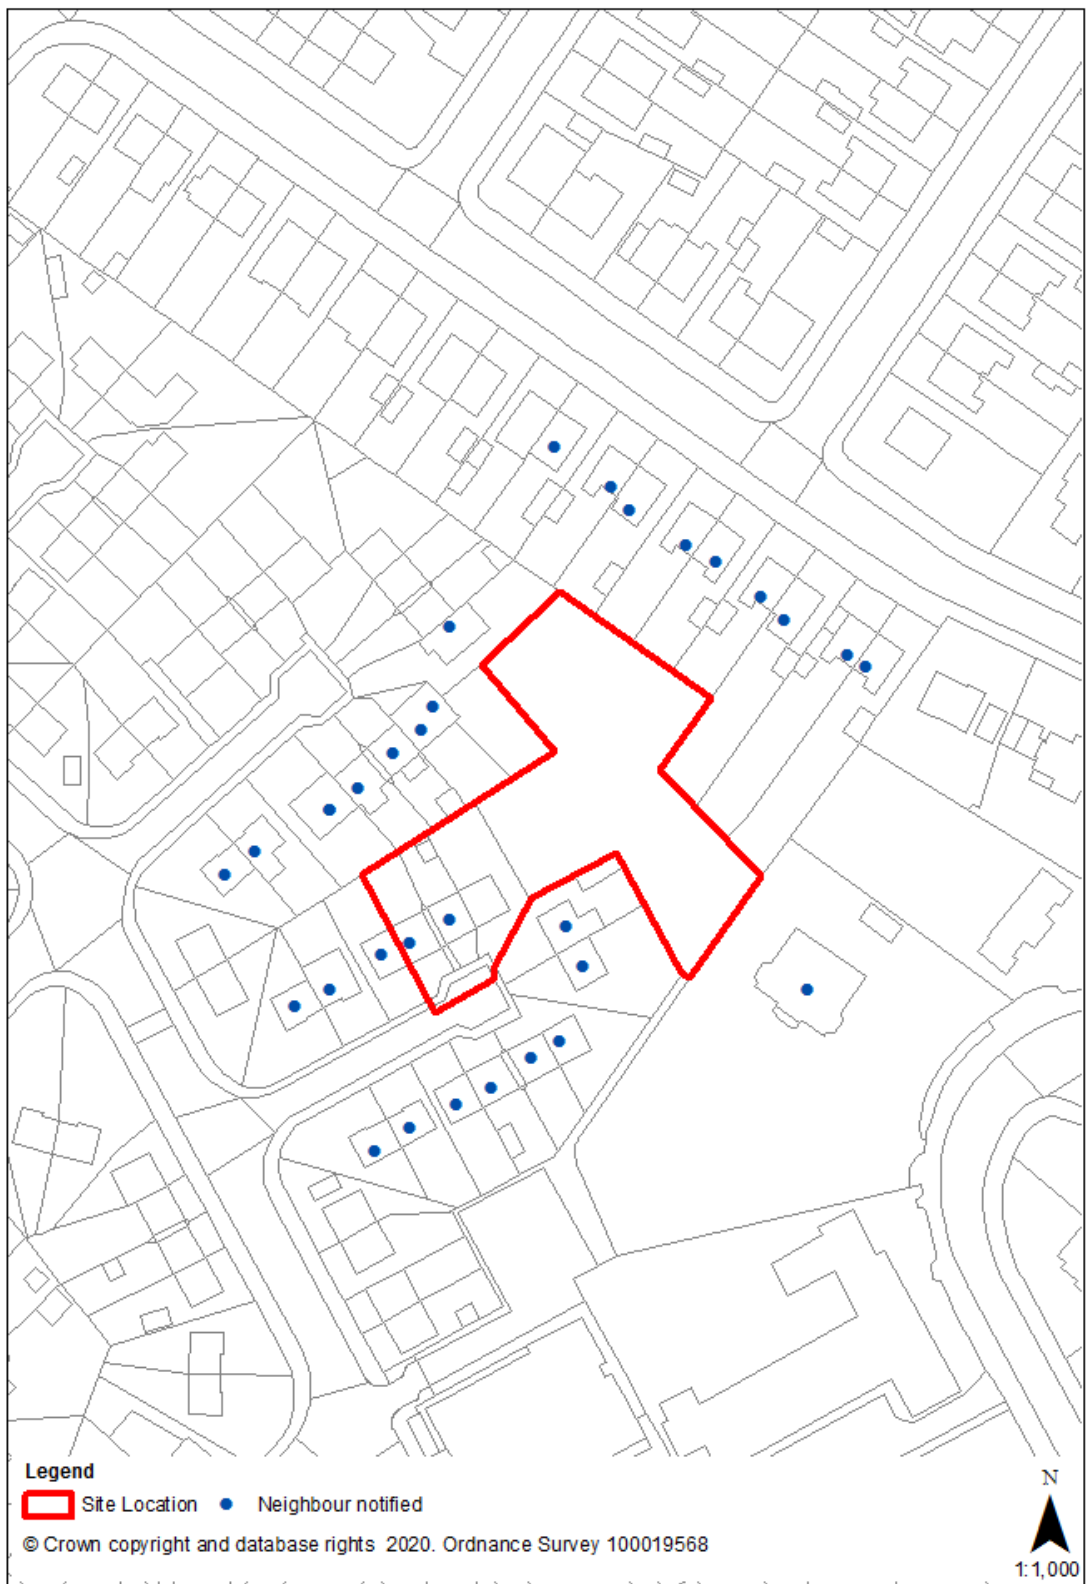 Legend
Site Location Neighbour notified
© Crown copyright and database rights 2020. Ordnance Survey 100019568
N
1:1,000